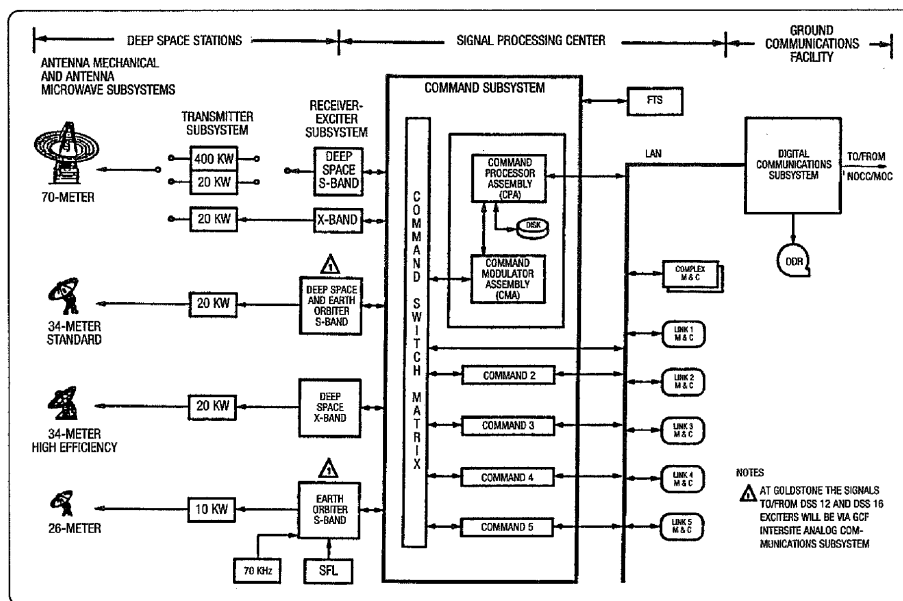 DEEP SPACE STATIONS
SIGNAL PROCESSING CENTER
GROUND
COMMUNICATIONS
FACILITY
ANTENNA MECHANICAL
AND ANTENNA
MICROWAVE SUBSYSTEMS
TRANSMITTER
SUBSYSTEM
RECEIVER-
EXCITER
SUBSYSTEM
COMMAND SUBSYSTEM
FTS
400 KW
20 KW
DEEP
SPACE
S-BAND
70-METER
20 KW
X-BAND
COMMAND
PROCESSOR
ASSEMBLY
(CPA)
DISK
COMMAND
MODULATOR
ASSEMBLY
(CMA)
LAN
DIGITAL
COMMUNICATIONS
SUBSYSTEM
TO/FROM
NOCC/MOC
ODR
COMPLEX
M & C
1
20 KW
DEEP SPACE
AND EARTH
ORBITER
S-BAND
34-METER
STANDARD
COMMAND SWITCH MATRIX
LINK 1
M & C
COMMAND 2
LINK 2
M & C
20 KW
DEEP
SPACE
X-BAND
34-METER
HIGH EFFICIENCY
COMMAND 3
LINK 3
M & C
COMMAND 4
LINK 4
M & C
1
10 KW
EARTH
ORBITER
S-BAND
26-METER
COMMAND 5
LINK 5
M & C
70 KHz
SFL
NOTES
1 AT GOLDSTONE THE SIGNALS
TO/FROM DSS 12 AND DSS 16
EXCITERS WILL BE VIA GCF
INTERSITE ANALOG COM-
MUNICATIONS SUBSYSTEM